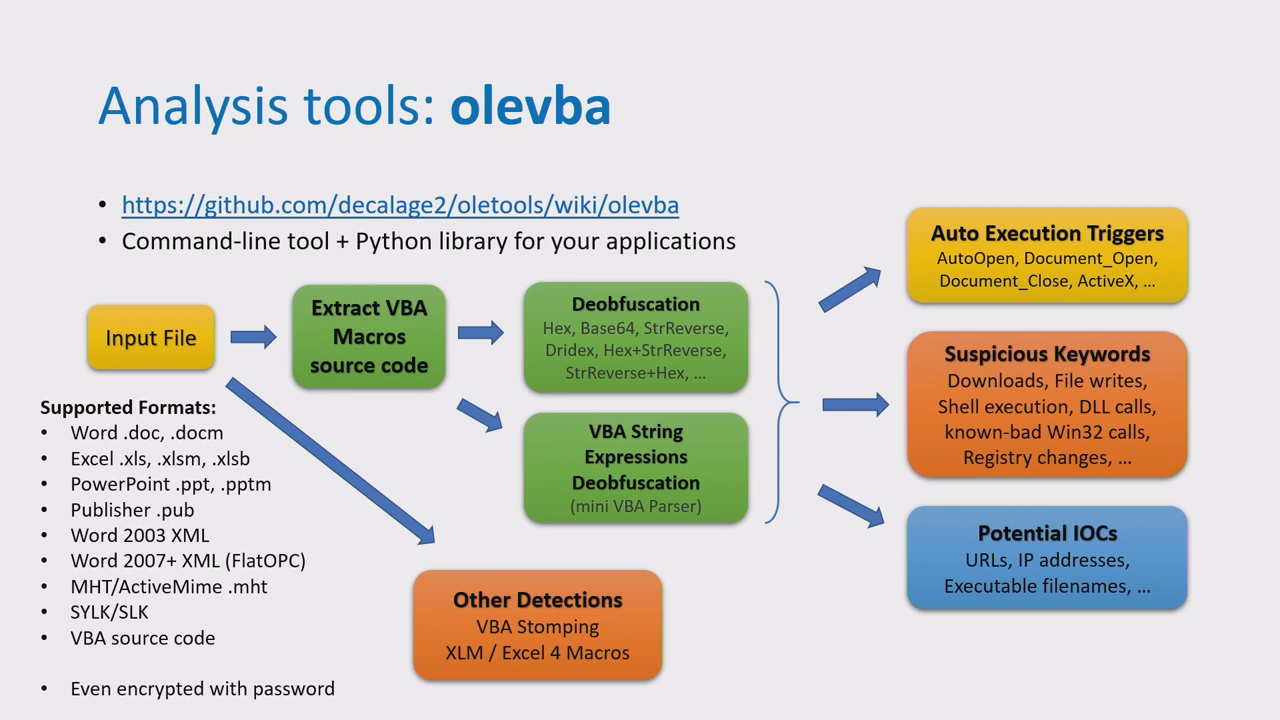 Analysis tools: olevba
• https://github.com/decalage2/oletools/wiki/olevba
• Command-line tool + Python library for your applications
Input File
Extract VBA
Macros
source code
Deobfuscation
Hex, Base64, StrReverse,
Dridex, Hex+StrReverse,
StrReverse+Hex, …
VBA String
Expressions
Deobfuscation
(mini VBA Parser)
Auto Execution Triggers
AutoOpen, Document_Open,
Document_Close, ActiveX, …
Suspicious Keywords
Downloads, File writes,
Shell execution, DLL calls,
known-bad Win32 calls,
Registry changes, …
Potential IOCs
URLs, IP addresses,
Executable filenames, …
Other Detections
VBA Stomping
XLM / Excel 4 Macros
Supported Formats:
• Word .doc, .docm
• Excel .xls, .xlsm, .xlsb
• PowerPoint .ppt, .pptm
• Publisher .pub
• Word 2003 XML
• Word 2007+ XML (FlatOPC)
• MHT/ActiveMime .mht
• SYLK/SLK
• VBA source code
• Even encrypted with password